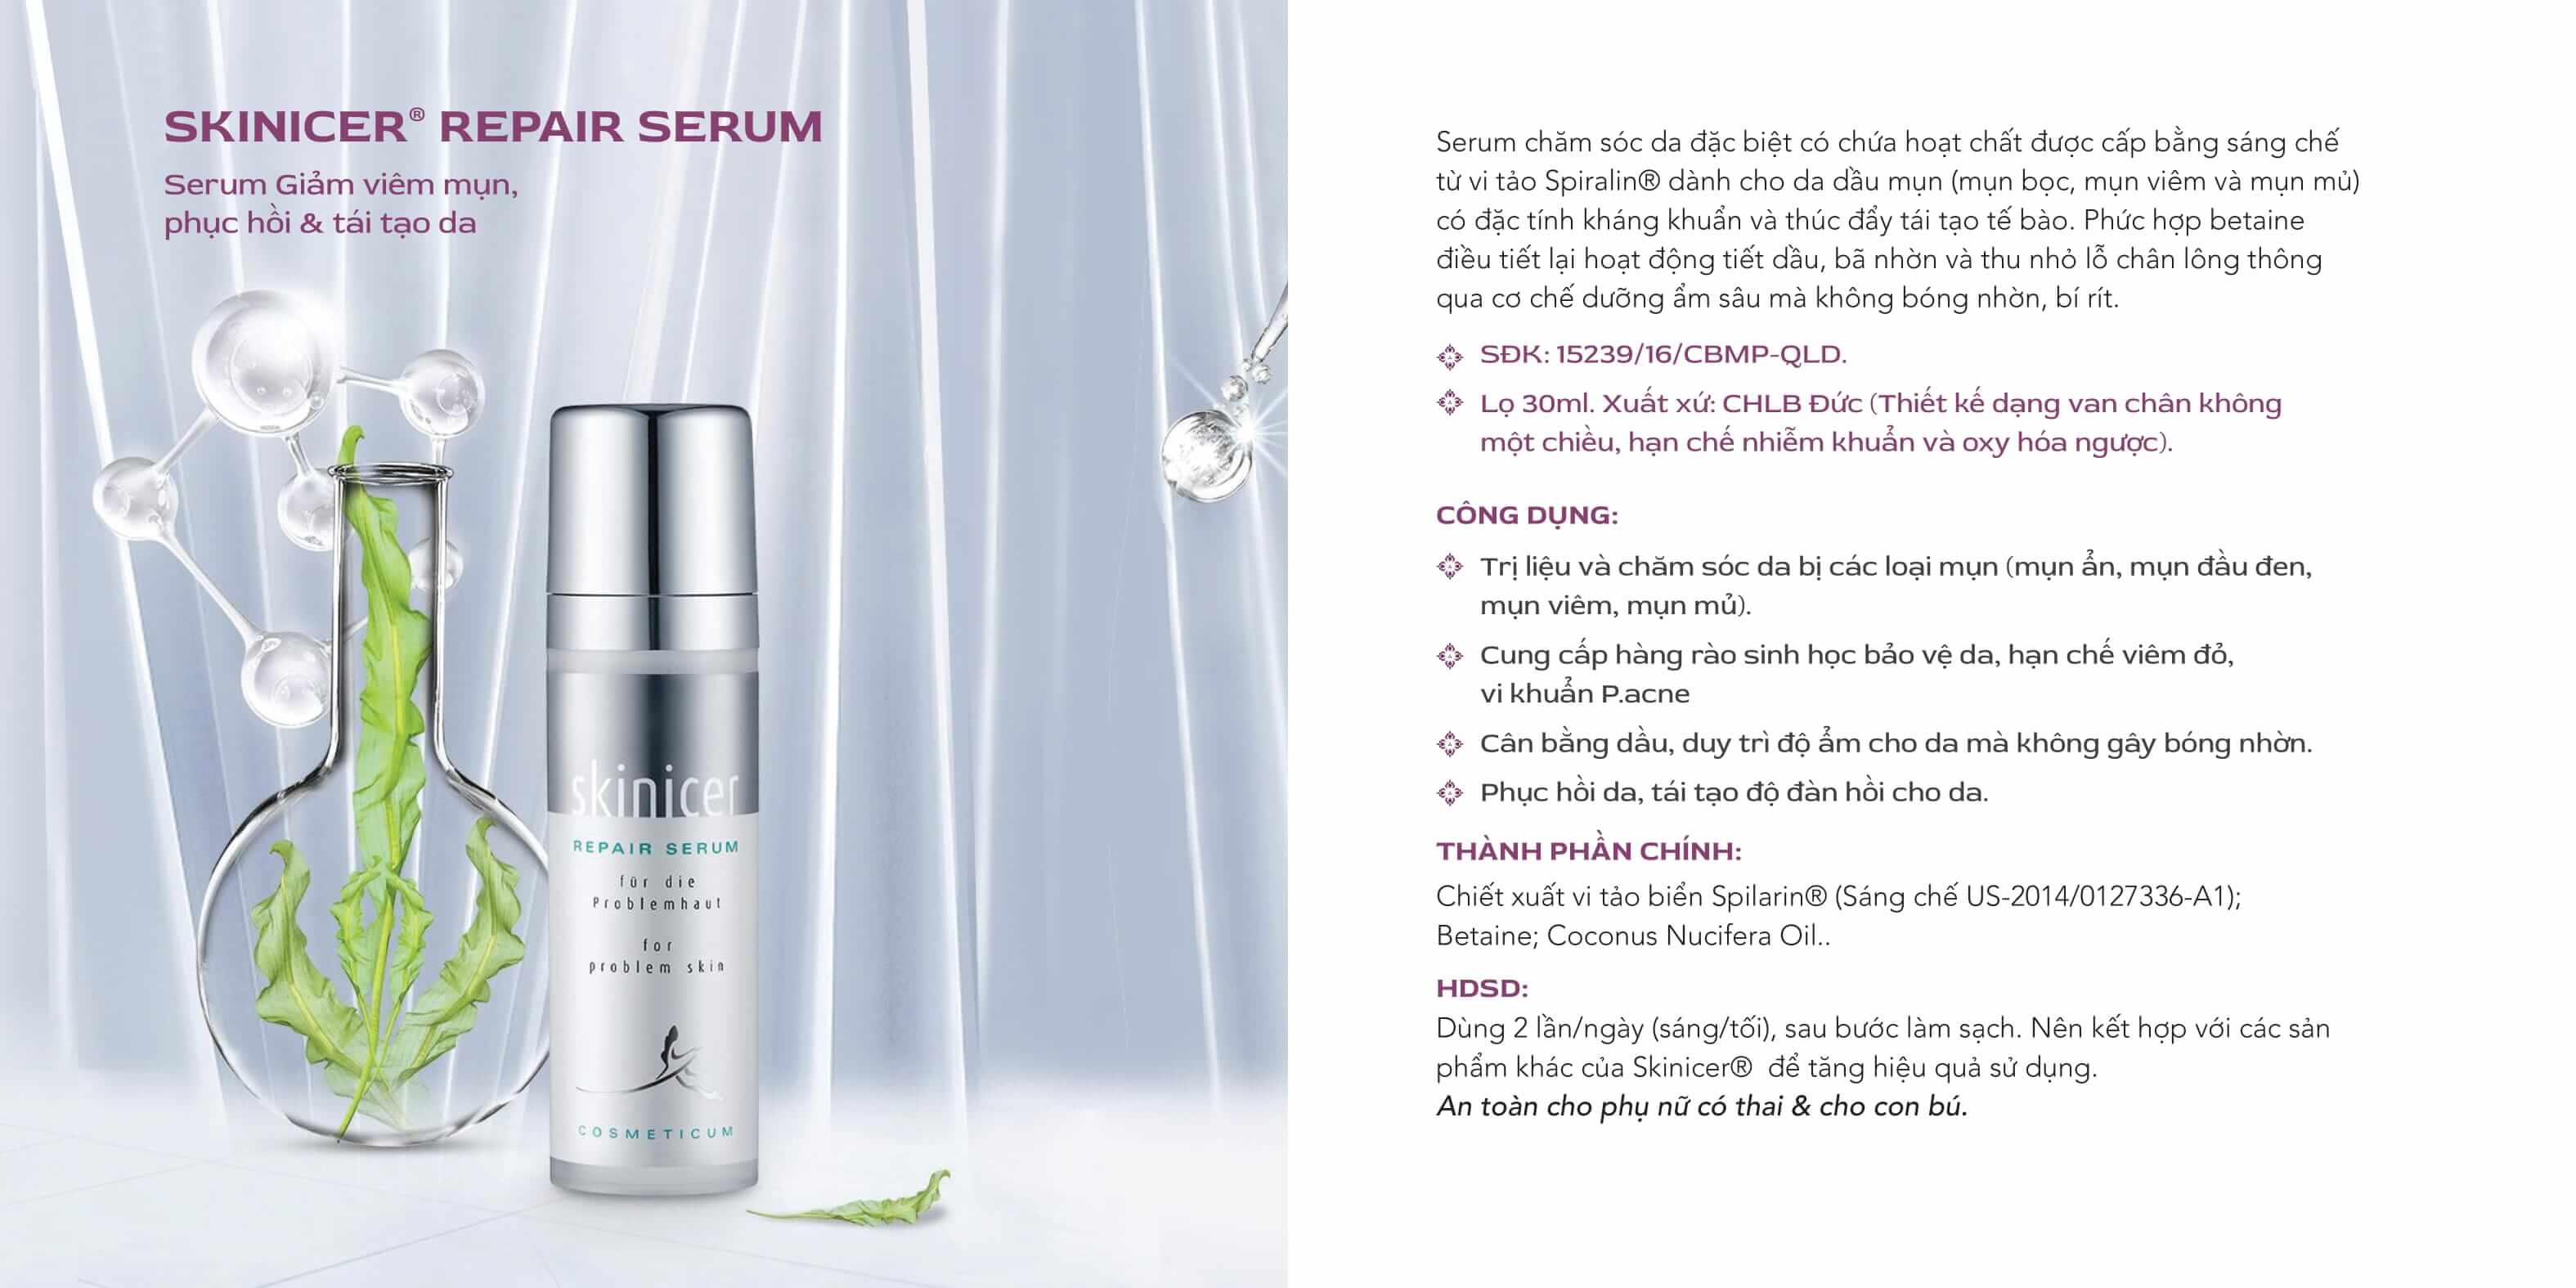 SKINICER® REPAIR SERUM
Serum Giảm viêm mụn,
phục hồi & tái tạo da
skinicer
REPAIR SERUM
für die
Problemhaut
for
problem skin
COSMETICUM
Serum chăm sóc da đặc biệt có chứa hoạt chất được cấp bằng sáng chế
từ vi tảo Spiralin® dành cho da dầu mụn (mụn bọc, mụn viêm và mụn mủ)
có đặc tính kháng khuẩn và thúc đẩy tái tạo tế bào. Phức hợp betaine
điều tiết lại hoạt động tiết dầu, bã nhờn và thu nhỏ lỗ chân lông thông
qua cơ chế dưỡng ẩm sâu mà không bóng nhờn, bí rít.
SĐK: 15239/16/CBMP-QLD.
Lọ 30ml. Xuất xứ: CHLB Đức (Thiết kế dạng van chân không
một chiều, hạn chế nhiễm khuẩn và oxy hóa ngược).
CÔNG DỤNG:
Trị liệu và chăm sóc da bị các loại mụn (mụn ẩn, mụn đầu đen,
mụn viêm, mụn mủ).
Cung cấp hàng rào sinh học bảo vệ da, hạn chế viêm đỏ,
vi khuẩn P.acne
Cân bằng dầu, duy trì độ ẩm cho da mà không gây bóng nhờn.
Phục hồi da, tái tạo độ đàn hồi cho da.
THÀNH PHẦN CHÍNH:
Chiết xuất vi tảo biển Spilarin® (Sáng chế US-2014/0127336-A1);
Betaine; Coconus Nucifera Oil..
HDSD:
Dùng 2 lần/ngày (sáng/tối), sau bước làm sạch. Nên kết hợp với các sản
phẩm khác của Skinicer®  để tăng hiệu quả sử dụng.
An toàn cho phụ nữ có thai & cho con bú.